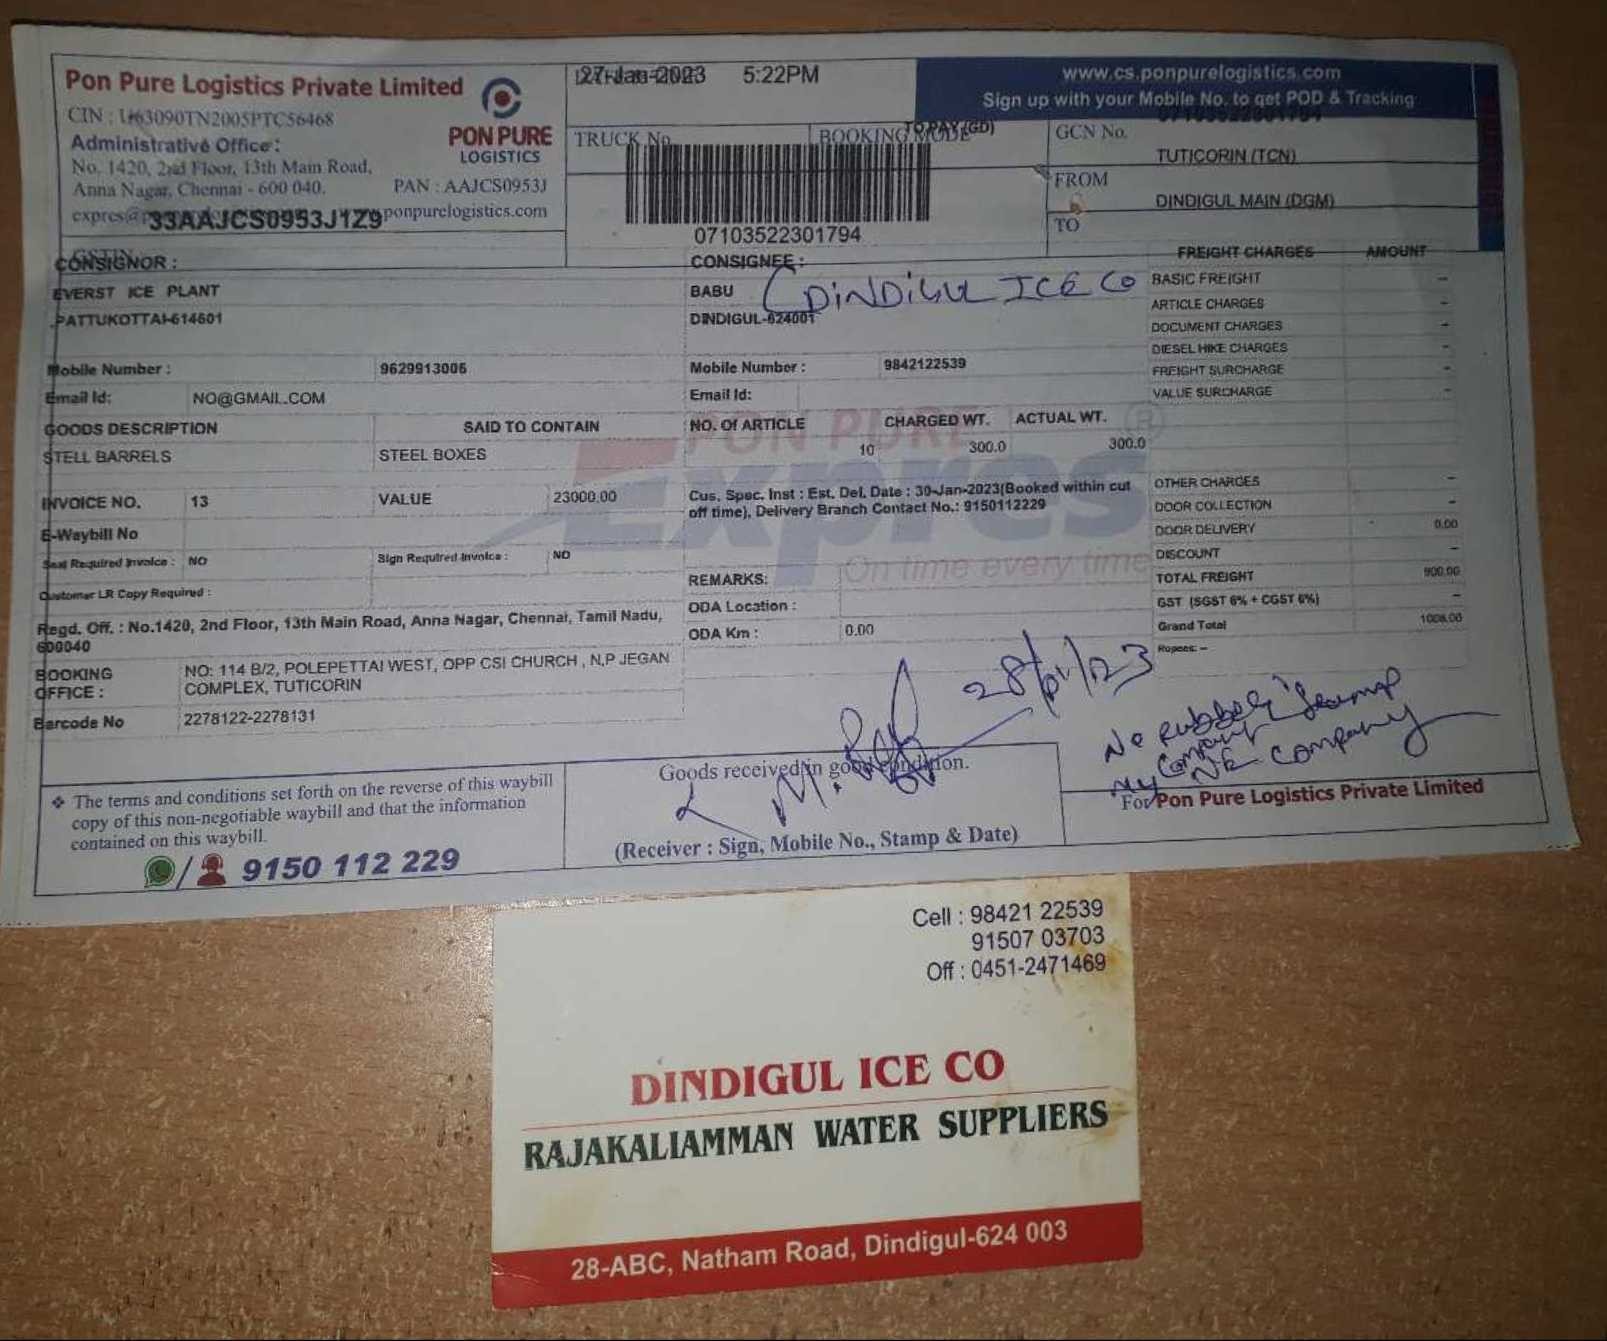 Pon Pure Logistics Private Limited
CIN : U63090TN2005PTC56468
Administrative Office :
No. 1420, 2nd Floor, 13th Main Road,
Anna Nagar, Chennai - 600 040.
PAN : AAJCS0953J
expres@ ponpurelogistics.com
33AAJCS0953J1Z9
GSTIN
PON PURE
LOGISTICS
27-Jan-2023 5:22PM
TRUCK No.
BOOKING MODE
TO PAY (GD)
07103522301794
www.cs.ponpurelogistics.com
Sign up with your Mobile No. to get POD & Tracking
GCN No.
07103522301794
TUTICORIN (TCN)
FROM
DINDIGUL MAIN (DGM)
TO
CONSIGNOR :
EVERST ICE PLANT
.PATTUKOTTAI-614601
Mobile Number : 9629913006
Email Id: NO@GMAIL.COM
CONSIGNEE :
BABU (DINDIGUL ICE CO
DINDIGUL-624001
Mobile Number : 9842122539
Email Id:
GOODS DESCRIPTION SAID TO CONTAIN
STELL BARRELS STEEL BOXES
NO. Of ARTICLE CHARGED WT. ACTUAL WT.
10 300.0 300.0
INVOICE NO. 13 VALUE 23000.00
E-Waybill No
Seal Required Invoice : NO Sign Required Invoice : NO
Customer LR Copy Required :
Cus. Spec. Inst : Est. Del. Date : 30-Jan-2023(Booked within cut
off time), Delivery Branch Contact No.: 9150112229
REMARKS:
ODA Location :
ODA Km : 0.00
PON PURE
Expres
On time every time
Regd. Off. : No.1420, 2nd Floor, 13th Main Road, Anna Nagar, Chennai, Tamil Nadu,
600040
BOOKING NO: 114 B/2, POLEPETTAI WEST, OPP CSI CHURCH , N.P JEGAN
OFFICE : COMPLEX, TUTICORIN
Barcode No 2278122-2278131
FREIGHT CHARGES AMOUNT
BASIC FREIGHT -
ARTICLE CHARGES -
DOCUMENT CHARGES -
DIESEL HIKE CHARGES -
FREIGHT SURCHARGE -
VALUE SURCHARGE -
OTHER CHARGES -
DOOR COLLECTION -
DOOR DELIVERY 0.00
DISCOUNT -
TOTAL FREIGHT 900.00
GST (SGST 6% + CGST 6%) -
Grand Total 1008.00
Rupees: -
28/01/23
No Rubber Stamp
My Company
Company
❖ The terms and conditions set forth on the reverse of this waybill
copy of this non-negotiable waybill and that the information
contained on this waybill.
/ 9150 112 229
Goods received in good condition.
(Receiver : Sign, Mobile No., Stamp & Date)
For Pon Pure Logistics Private Limited
Cell : 98421 22539
91507 03703
Off : 0451-2471469
DINDIGUL ICE CO
RAJAKALIAMMAN WATER SUPPLIERS
28-ABC, Natham Road, Dindigul-624 003